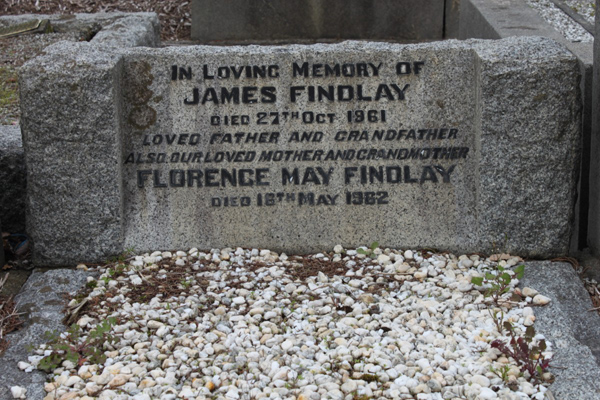 IN LOVING MEMORY OF
JAMES FINDLAY
DIED 27TH OCT 1961
LOVED FATHER AND GRANDFATHER
ALSO OUR LOVED MOTHER AND GRANDMOTHER
FLORENCE MAY FINDLAY
DIED 18TH MAY 1962